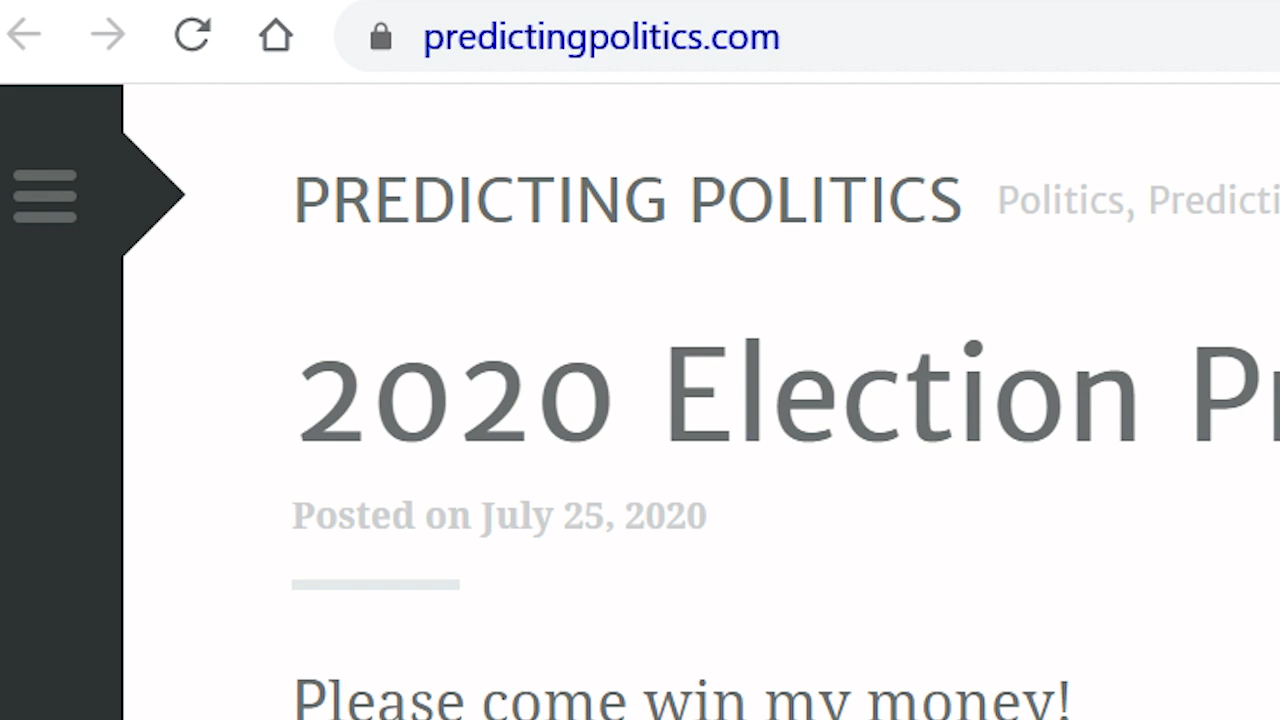 predictingpolitics.com
PREDICTING POLITICS Politics,
2020 Election
Posted on July 25, 2020
Please come win my money!